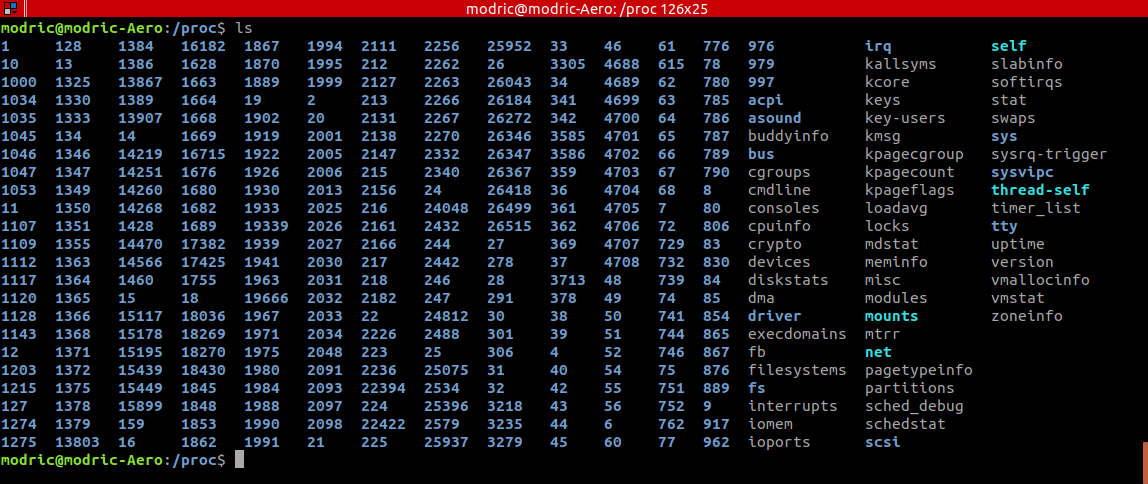 modric@modric-Aero: /proc 126x25
modric@modric-Aero:/proc$ ls
1 128 1384 16182 1867 1994 2111 2256 25952 33 46 61 776 976 irq self
10 13 1386 1628 1870 1995 212 2262 26 3305 4688 615 78 979 kallsyms slabinfo
1000 1325 13867 1663 1889 1999 2127 2263 26043 34 4689 62 780 997 kcore softirqs
1034 1330 1389 1664 19 2 213 2266 26184 341 4699 63 785 acpi keys stat
1035 1333 13907 1668 1902 20 2131 2267 26272 342 4700 64 786 asound key-users swaps
1045 134 14 1669 1919 2001 2138 2270 26346 3585 4701 65 787 buddyinfo kmsg sys
1046 1346 14219 16715 1922 2005 2147 2332 26347 3586 4702 66 789 bus kpagecgroup sysrq-trigger
1047 1347 14251 1676 1926 2006 215 2340 26367 359 4703 67 790 cgroups kpagecount sysvipc
1053 1349 14260 1680 1930 2013 2156 24 26418 36 4704 68 8 cmdline kpageflags thread-self
11 1350 14268 1682 1933 2025 216 24048 26499 361 4705 7 80 consoles loadavg timer_list
1107 1351 1428 1689 19339 2026 2161 2432 26515 362 4706 72 806 cpuinfo locks tty
1109 1355 14470 17382 1939 2027 2166 244 27 369 4707 729 83 crypto mdstat uptime
1112 1363 14566 17425 1941 2030 217 2442 278 37 4708 732 830 devices meminfo version
1117 1364 1460 1755 1963 2031 218 246 28 3713 48 739 84 diskstats misc vmallocinfo
1120 1365 15 18 19666 2032 2182 247 291 378 49 74 85 dma modules vmstat
1128 1366 15117 18036 1967 2033 22 24812 30 38 50 741 854 driver mounts zoneinfo
1143 1368 15178 18269 1971 2034 2226 2488 301 39 51 744 865 execdomains mtrr
12 1371 15195 18270 1975 2048 223 25 306 4 52 746 867 fb net
1203 1372 15439 18430 1980 2091 2236 25075 31 40 54 75 876 filesystems pagetypeinfo
1215 1375 15449 1845 1984 2093 22394 2534 32 42 55 751 889 fs partitions
127 1378 15899 1848 1988 2097 224 25396 3218 43 56 752 9 interrupts sched_debug
1274 1379 159 1853 1990 2098 22422 2579 3235 44 6 762 917 iomem schedstat
1275 13803 16 1862 1991 21 225 25937 3279 45 60 77 962 ioports scsi
modric@modric-Aero:/proc$